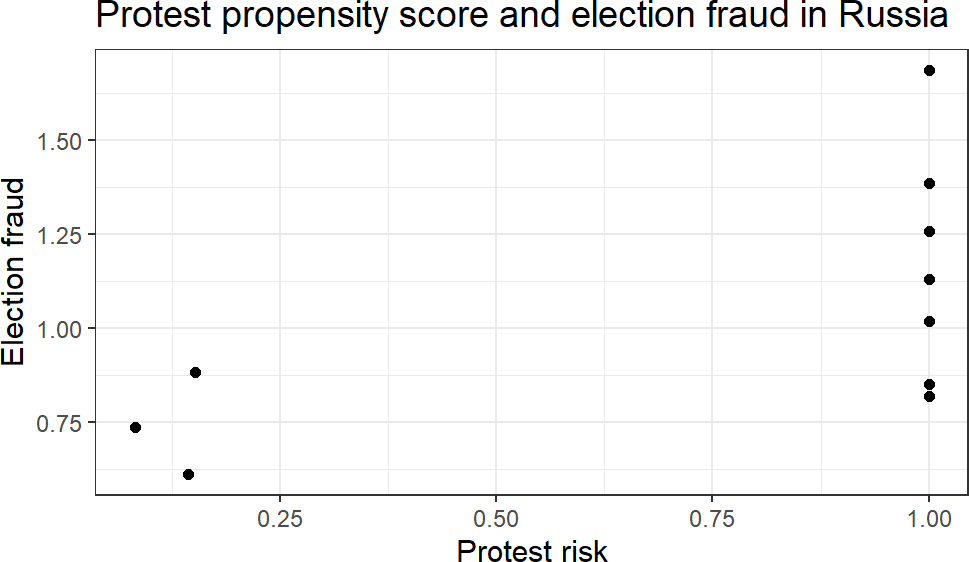 Protest propensity score and election fraud in Russia
Election fraud
1.50
1.25
1.00
0.75
0.25
0.50
0.75
1.00
Protest risk